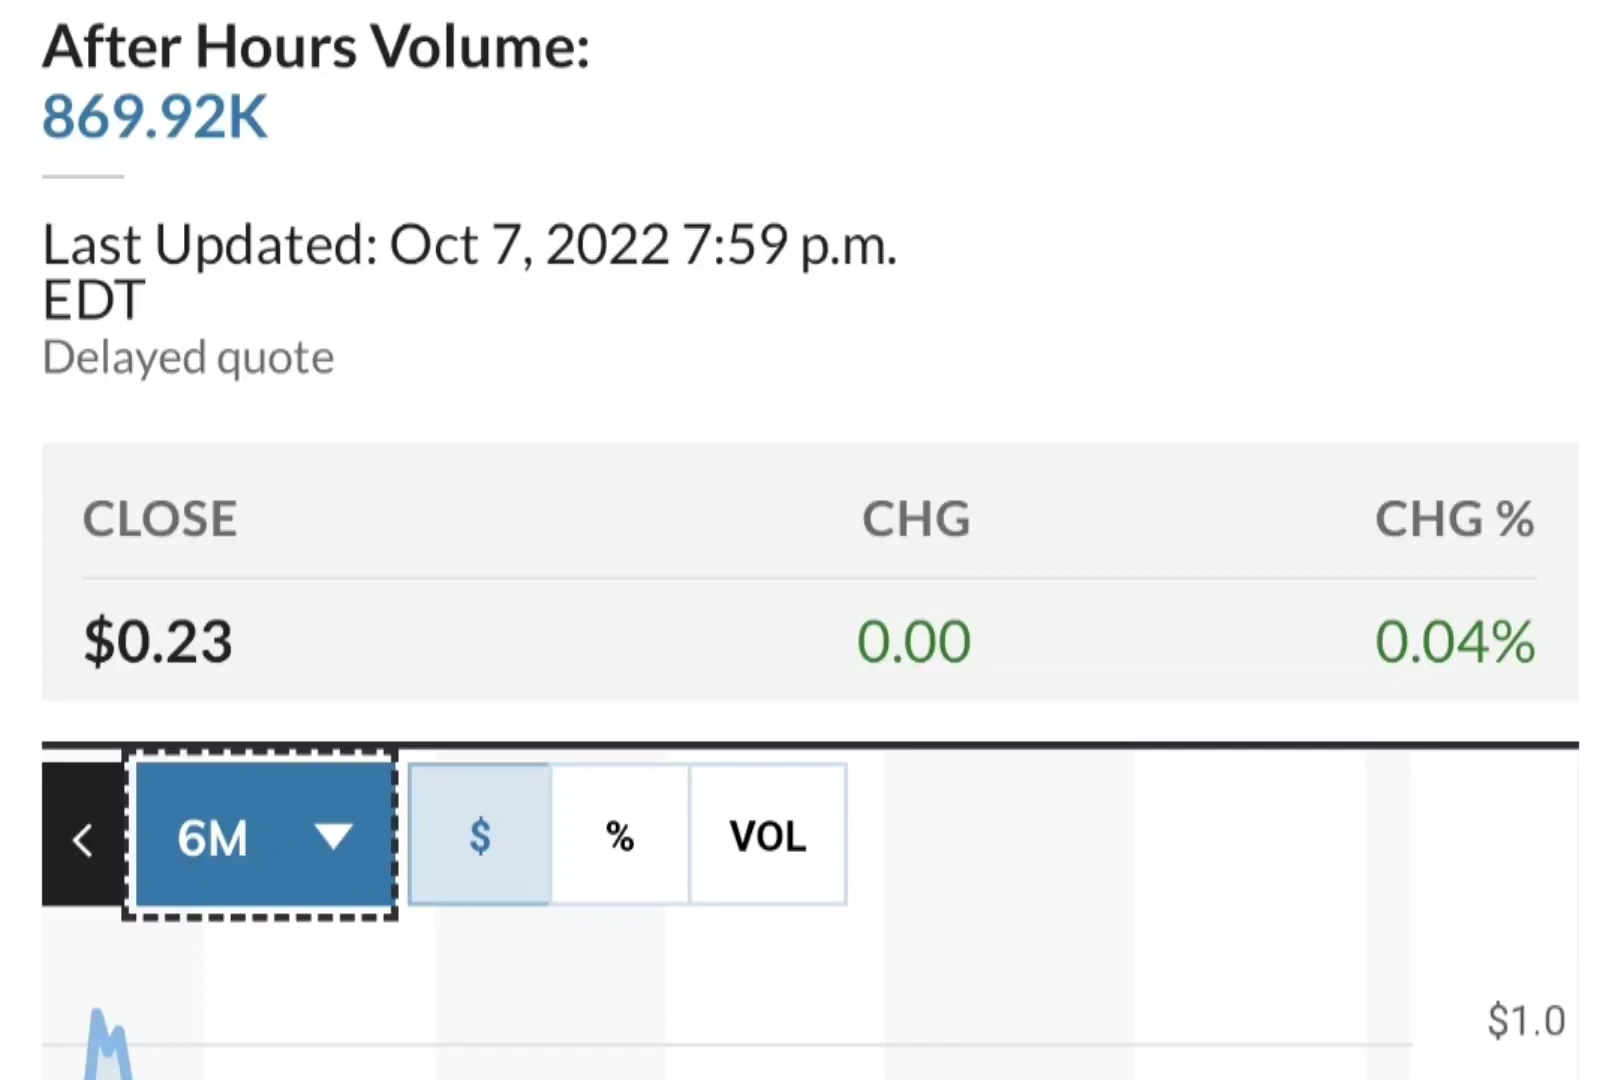 After Hours Volume:
869.92K
Last Updated: Oct 7, 2022 7:59 p.m.
EDT
Delayed quote
CLOSE CHG CHG %
$0.23 0.00 0.04%
6M $ % VOL
$1.0